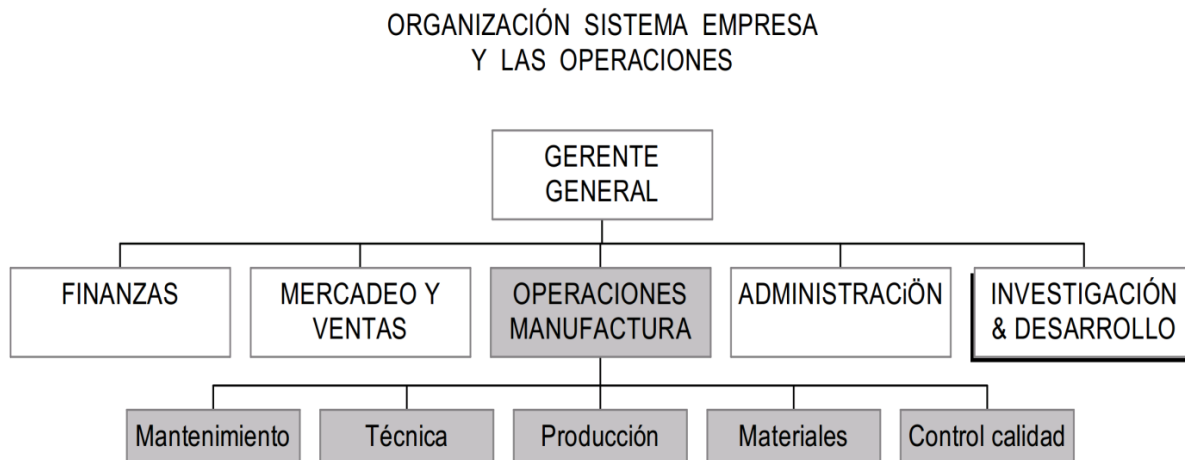 ORGANIZACIÓN SISTEMA EMPRESA
Y LAS OPERACIONES
GERENTE
GENERAL
FINANZAS
MERCADEO Y
VENTAS
OPERACIONES
MANUFACTURA
ADMINISTRACiÖN
INVESTIGACIÓN
& DESARROLLO
Mantenimiento
Técnica
Producción
Materiales
Control calidad